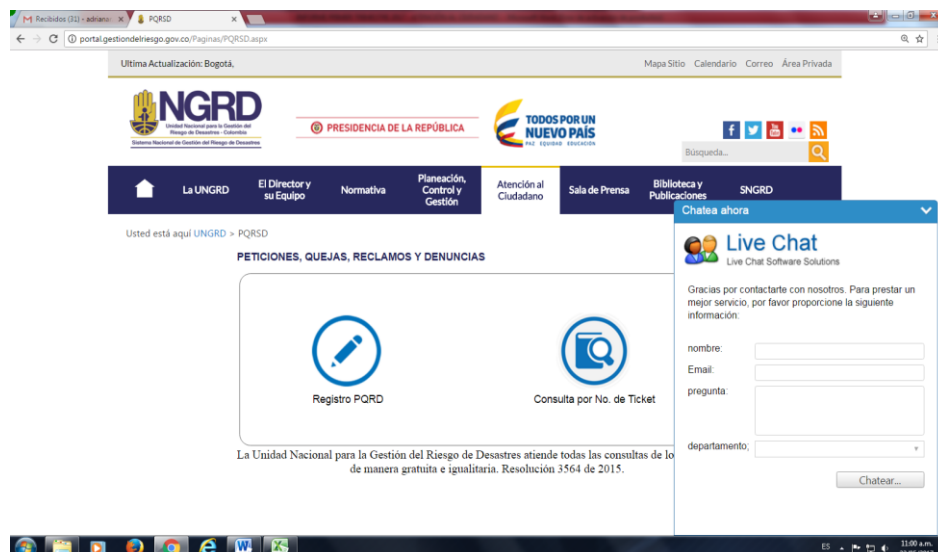 Recibidos (31) - adriana
PQRSD
portal.gestiondelriesgo.gov.co/Paginas/PQRSD.aspx
Ultima Actualización: Bogotá,
Mapa Sitio Calendario Correo Área Privada
NGRD
Unidad Nacional para la Gestión del
Riesgo de Desastres - Colombia
Sistema Nacional de Gestión del Riesgo de Desastres
PRESIDENCIA DE LA REPÚBLICA
TODOS POR UN
NUEVO PAÍS
PAZ EQUIDAD EDUCACIÓN
Búsqueda...
La UNGRD
El Director y
su Equipo
Normativa
Planeación,
Control y
Gestión
Atención al
Ciudadano
Sala de Prensa
Biblioteca y
Publicaciones
SNGRD
Usted está aquí UNGRD > PQRSD
PETICIONES, QUEJAS, RECLAMOS Y DENUNCIAS
Registro PQRD
Consulta por No. de Ticket
La Unidad Nacional para la Gestión del Riesgo de Desastres atiende todas las consultas de lo
de manera gratuita e igualitaria. Resolución 3564 de 2015.
Chatea ahora
Live Chat
Live Chat Software Solutions
Gracias por contactarte con nosotros. Para prestar un
mejor servicio, por favor proporcione la siguiente
información:
nombre:
Email:
pregunta:
departamento:
Chatear...
ES
11:00 a.m.